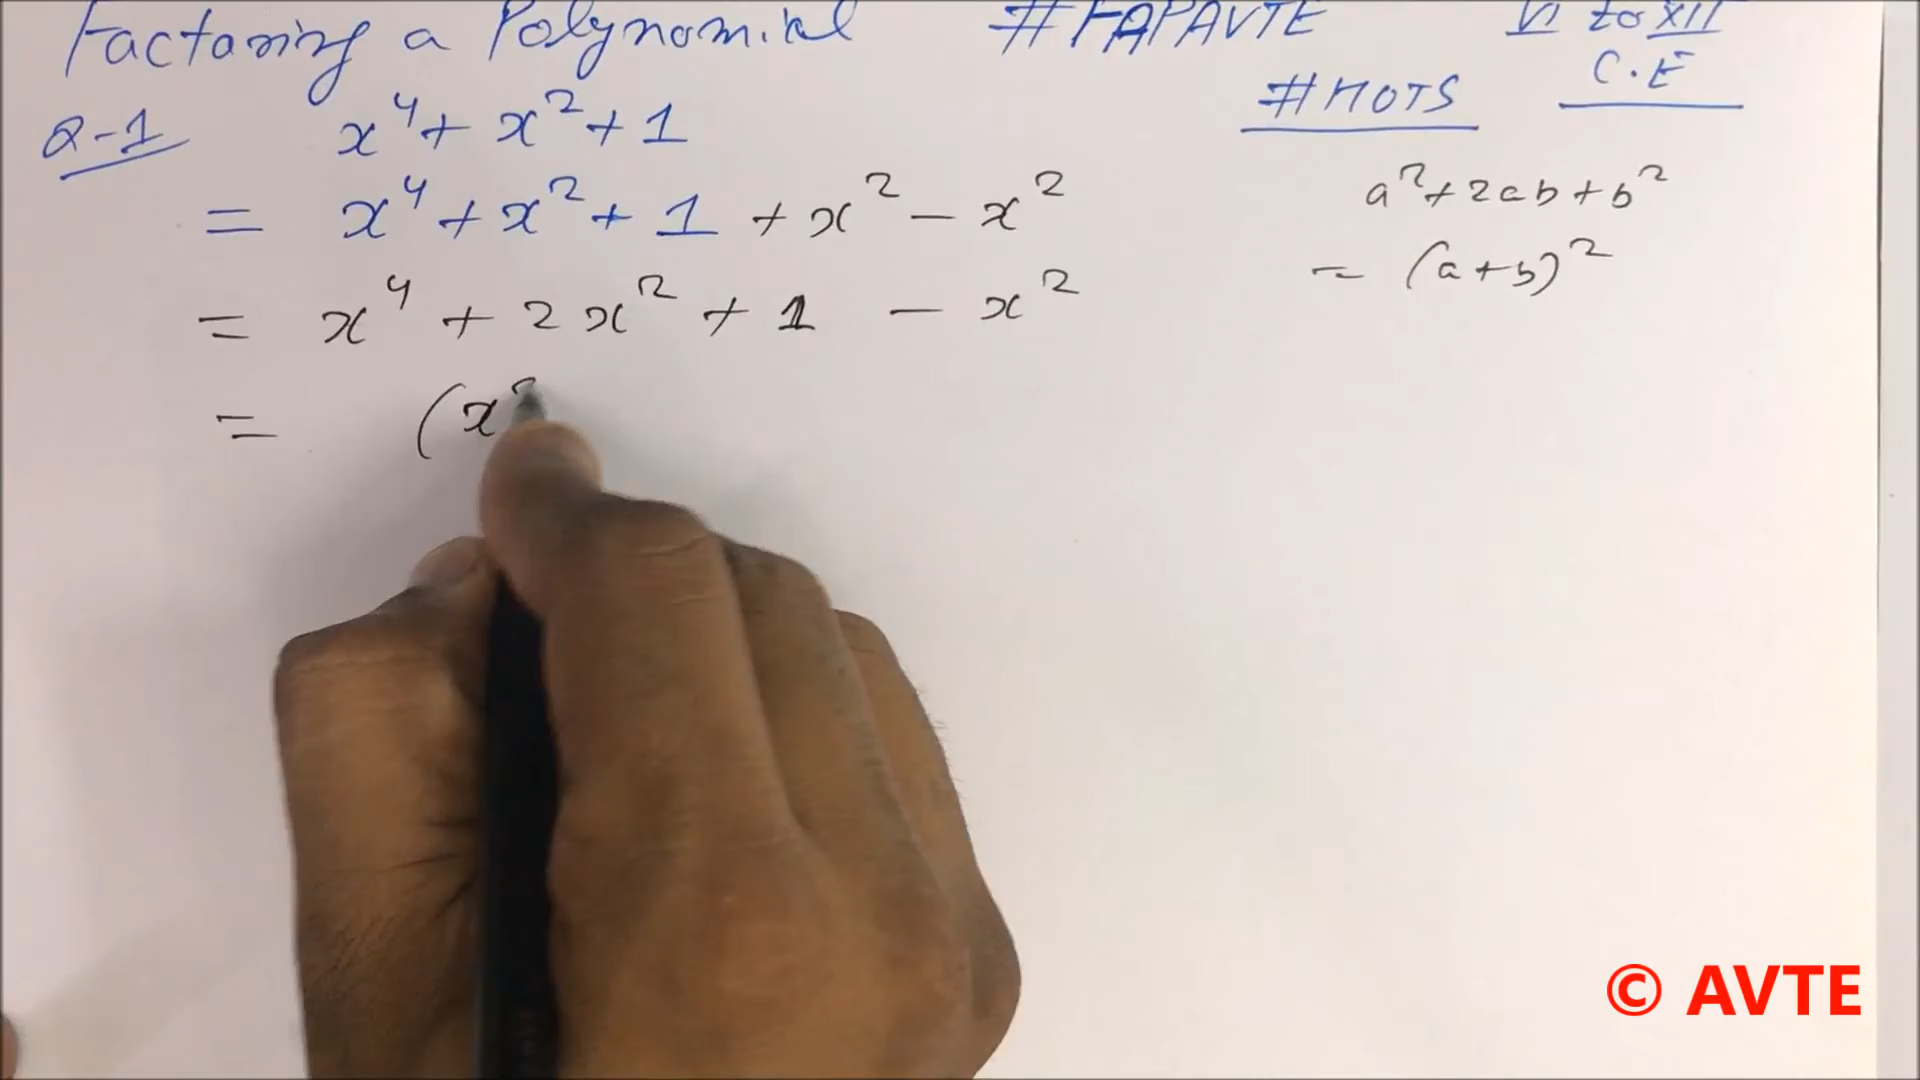 Factoring a Polynomial #FAPAVTE VI to XII
C.E
#HOTS
Q-1 x⁴ + x² + 1
= x⁴ + x² + 1 + x² - x²
= x⁴ + 2x² + 1 - x²
= (x²
a² + 2ab + b²
= (a+b)²
© AVTE